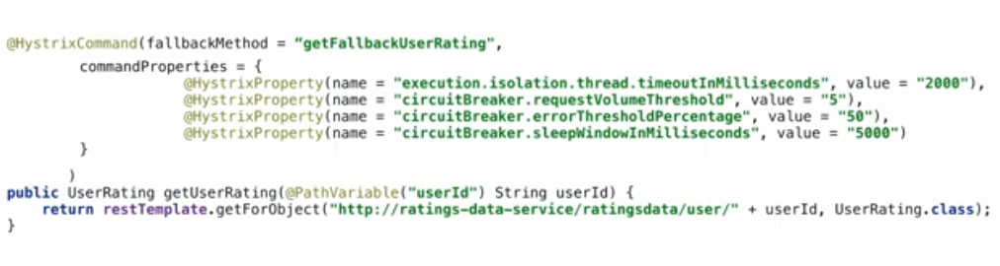 @HystrixCommand(fallbackMethod = "getFallbackUserRating",
commandProperties = {
@HystrixProperty(name = "execution.isolation.thread.timeoutInMilliseconds", value = "2000"),
@HystrixProperty(name = "circuitBreaker.requestVolumeThreshold", value = "5"),
@HystrixProperty(name = "circuitBreaker.errorThresholdPercentage", value = "50"),
@HystrixProperty(name = "circuitBreaker.sleepWindowInMilliseconds", value = "5000")
}
)
public UserRating getUserRating(@PathVariable("userId") String userId) {
return restTemplate.getForObject("http://ratings-data-service/ratingsdata/user/" + userId, UserRating.class);
}